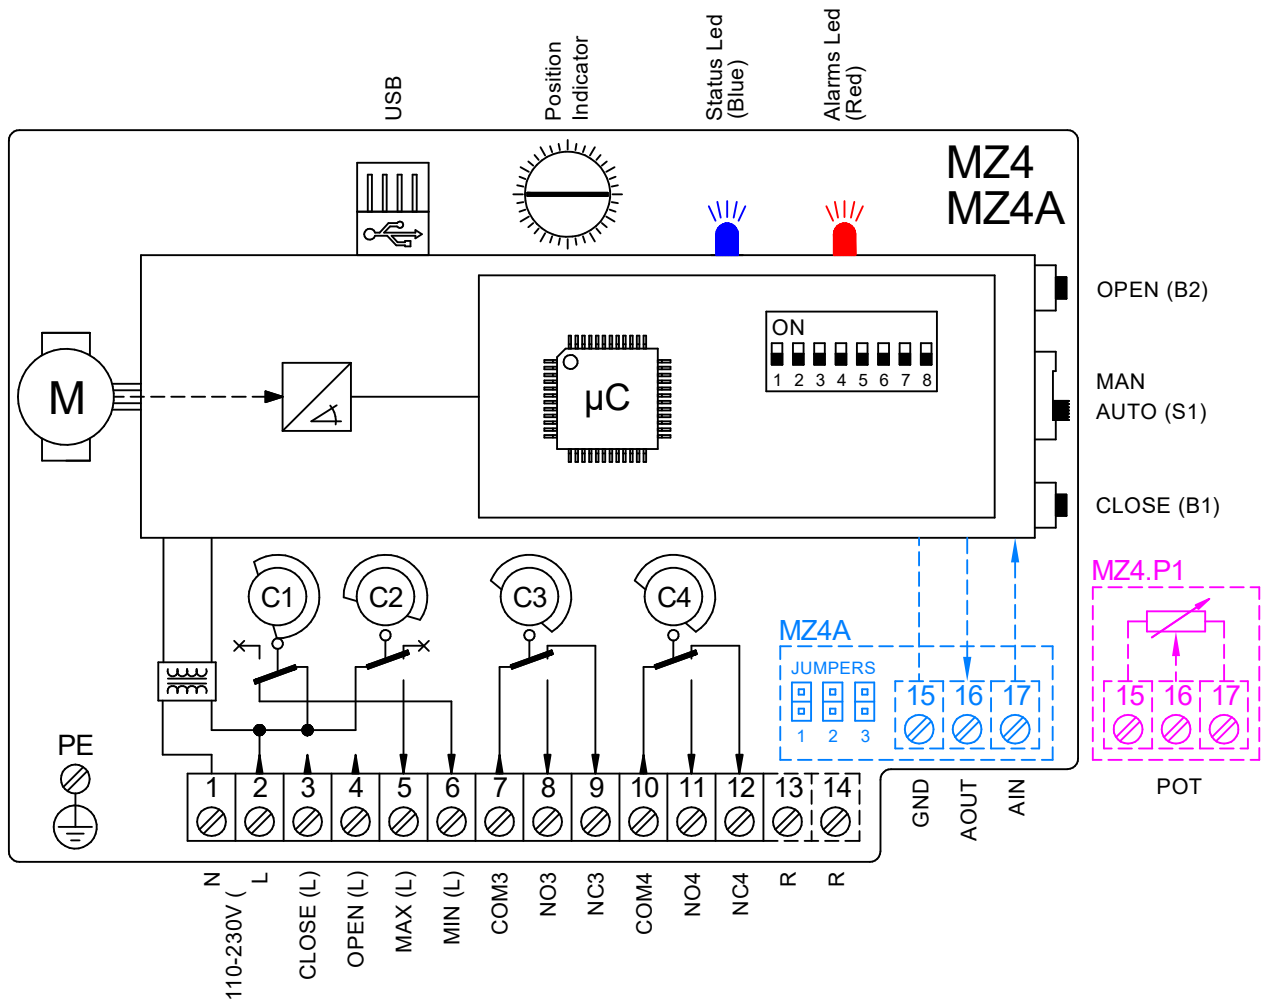 USB
Position
Indicator
Status Led
(Blue)
Alarms Led
(Red)
MZ4
MZ4A
OPEN (B2)
ON
1 2 3 4 5 6 7 8
M
µC
MAN
AUTO (S1)
CLOSE (B1)
C1
C2
C3
C4
MZ4A
JUMPERS
1 2 3
15 16 17
MZ4.P1
15 16 17
POT
PE
1 2 3 4 5 6 7 8 9 10 11 12 13 14
GND
AOUT
AIN
N
110-230V (
L
CLOSE (L)
OPEN (L)
MAX (L)
MIN (L)
COM3
NO3
NC3
COM4
NO4
NC4
R
R